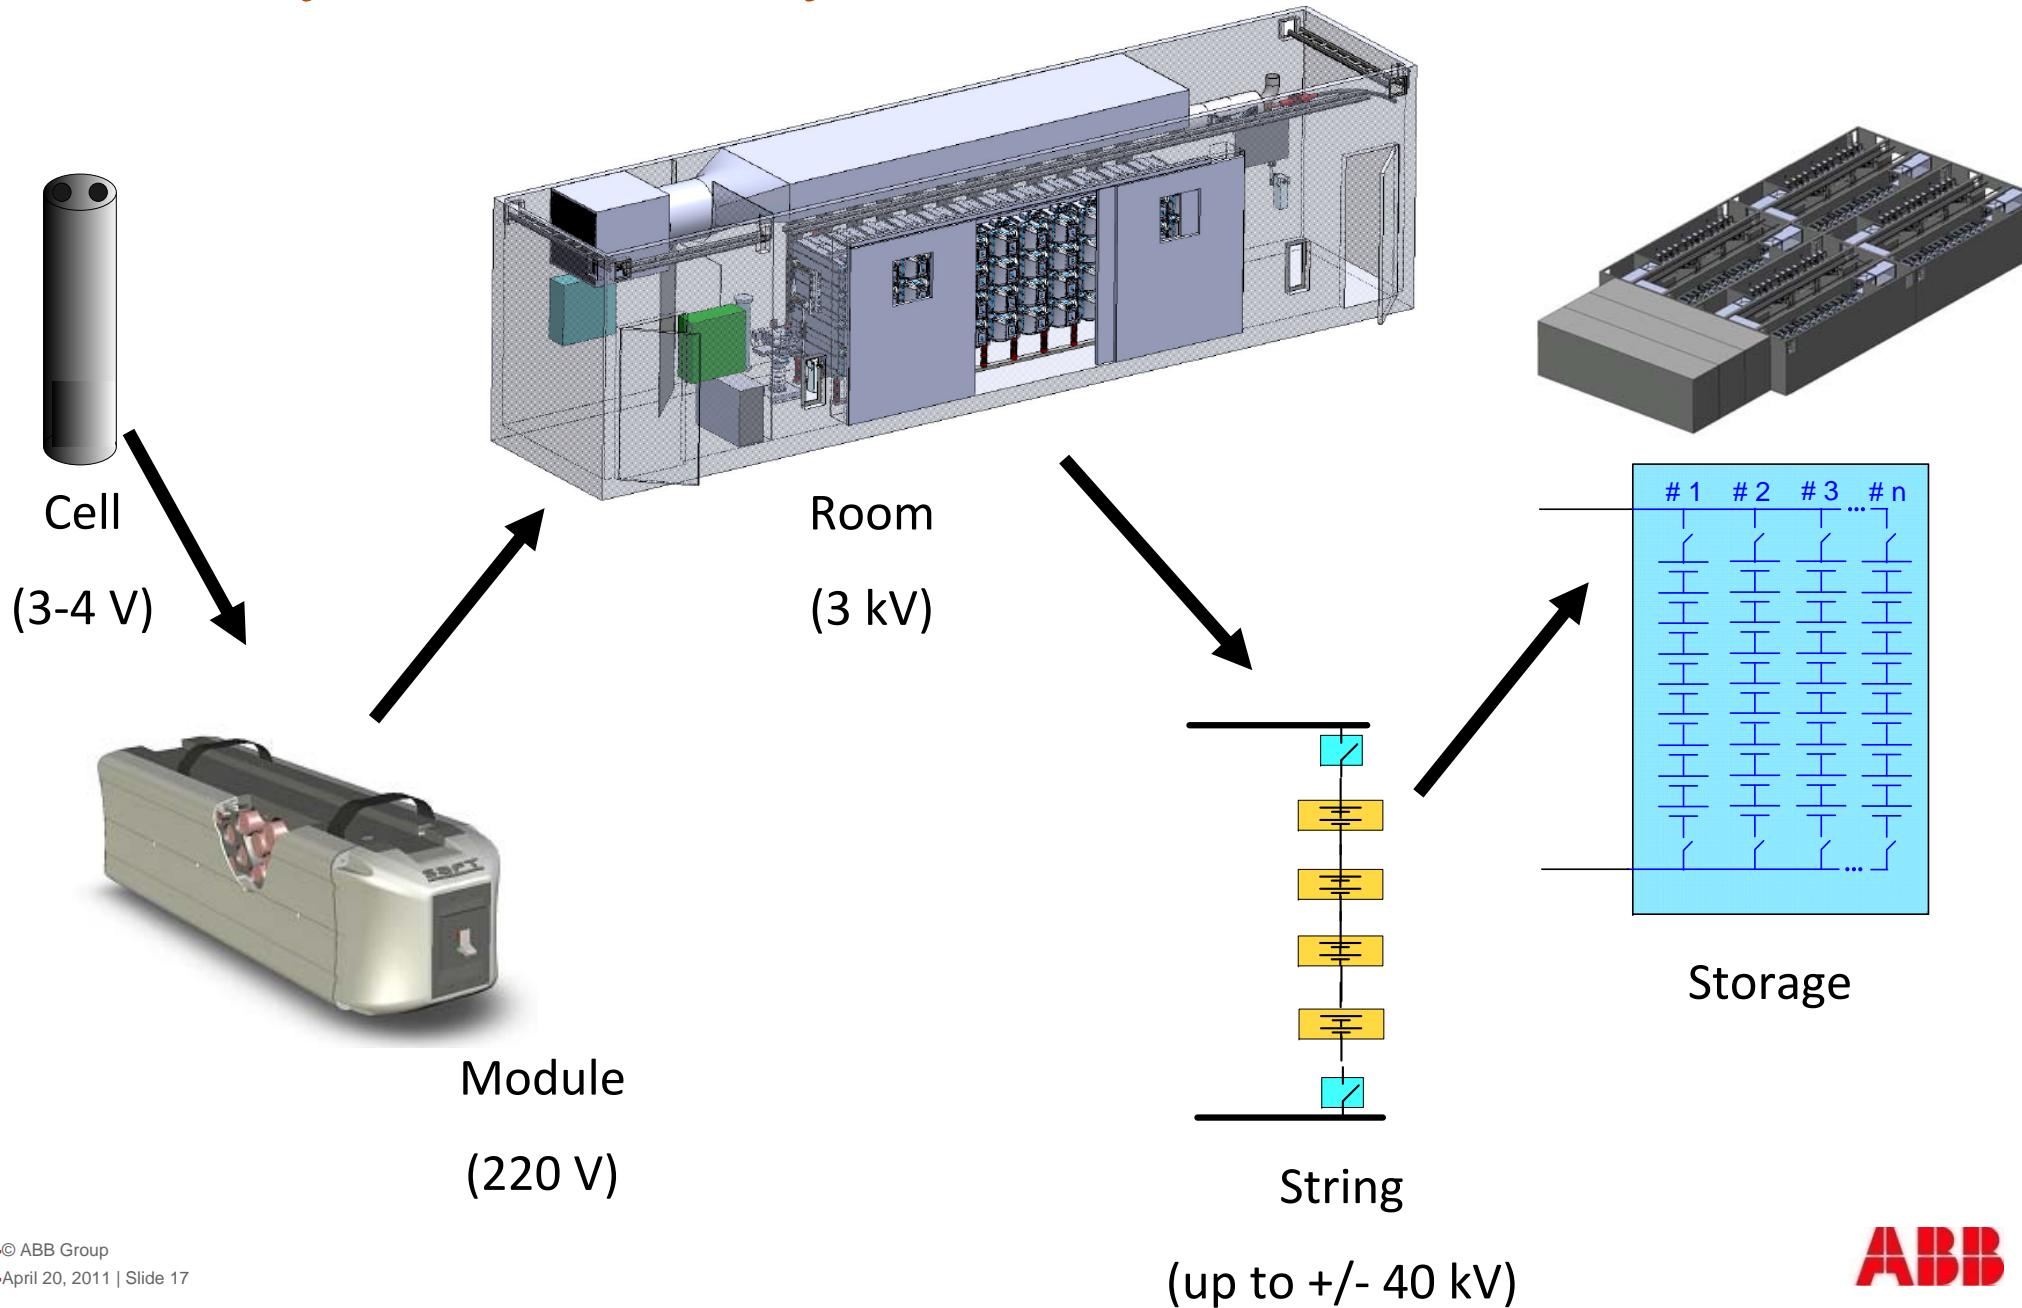 Cell
(3-4 V)
Room
(3 kV)
# 1 # 2 # 3 ... # n
...
Storage
SAFT
Module
(220 V)
String
(up to +/- 40 kV)
© ABB Group
April 20, 2011 | Slide 17
ABB